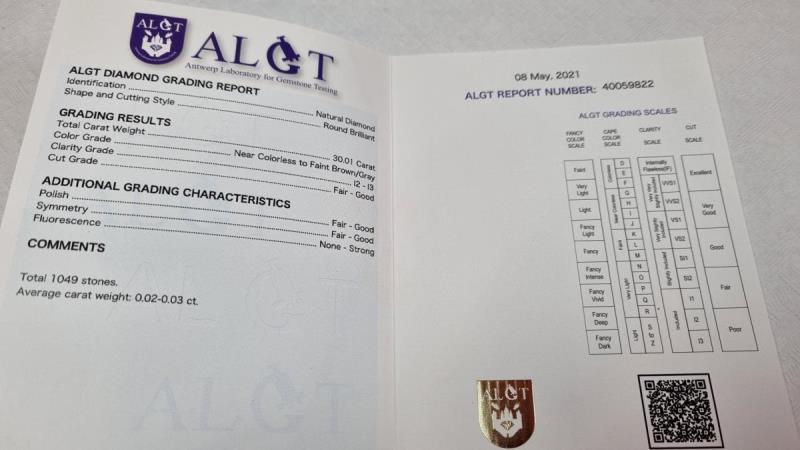 ALGT
ALGT
Antwerp Laboratory for Gemstone Testing
ALGT DIAMOND GRADING REPORT
Identification Natural Diamond
Shape and Cutting Style Round Brilliant
GRADING RESULTS
Total Carat Weight 30.01 Carat
Color Grade Near Colorless to Faint Brown/Gray
Clarity Grade I2 - I3
Cut Grade Fair - Good
ADDITIONAL GRADING CHARACTERISTICS
Polish Fair - Good
Symmetry Fair - Good
Fluorescence None - Strong
COMMENTS
Total 1049 stones.
Average carat weight: 0.02-0.03 ct.
ALGT
08 May, 2021
ALGT REPORT NUMBER: 40059822
ALGT GRADING SCALES
FANCY COLOR SCALE
Faint
Very Light
Light
Fancy Light
Fancy
Fancy Intense
Fancy Vivid
Fancy Deep
Fancy Dark
CAPE COLOR SCALE
Colorless
Near Colorless
Faint
Very Light
Light
D
E
F
G
H
I
J
K
L
M
N
O
P
Q
R
S to Z
CLARITY SCALE
Internally Flawless(IF)
Very Very Slightly Included
VVS1
VVS2
Very Slightly Included
VS1
VS2
Slightly Included
SI1
SI2
Included
I1
I2
I3
CUT SCALE
Excellent
Very Good
Good
Fair
Poor
ALGT